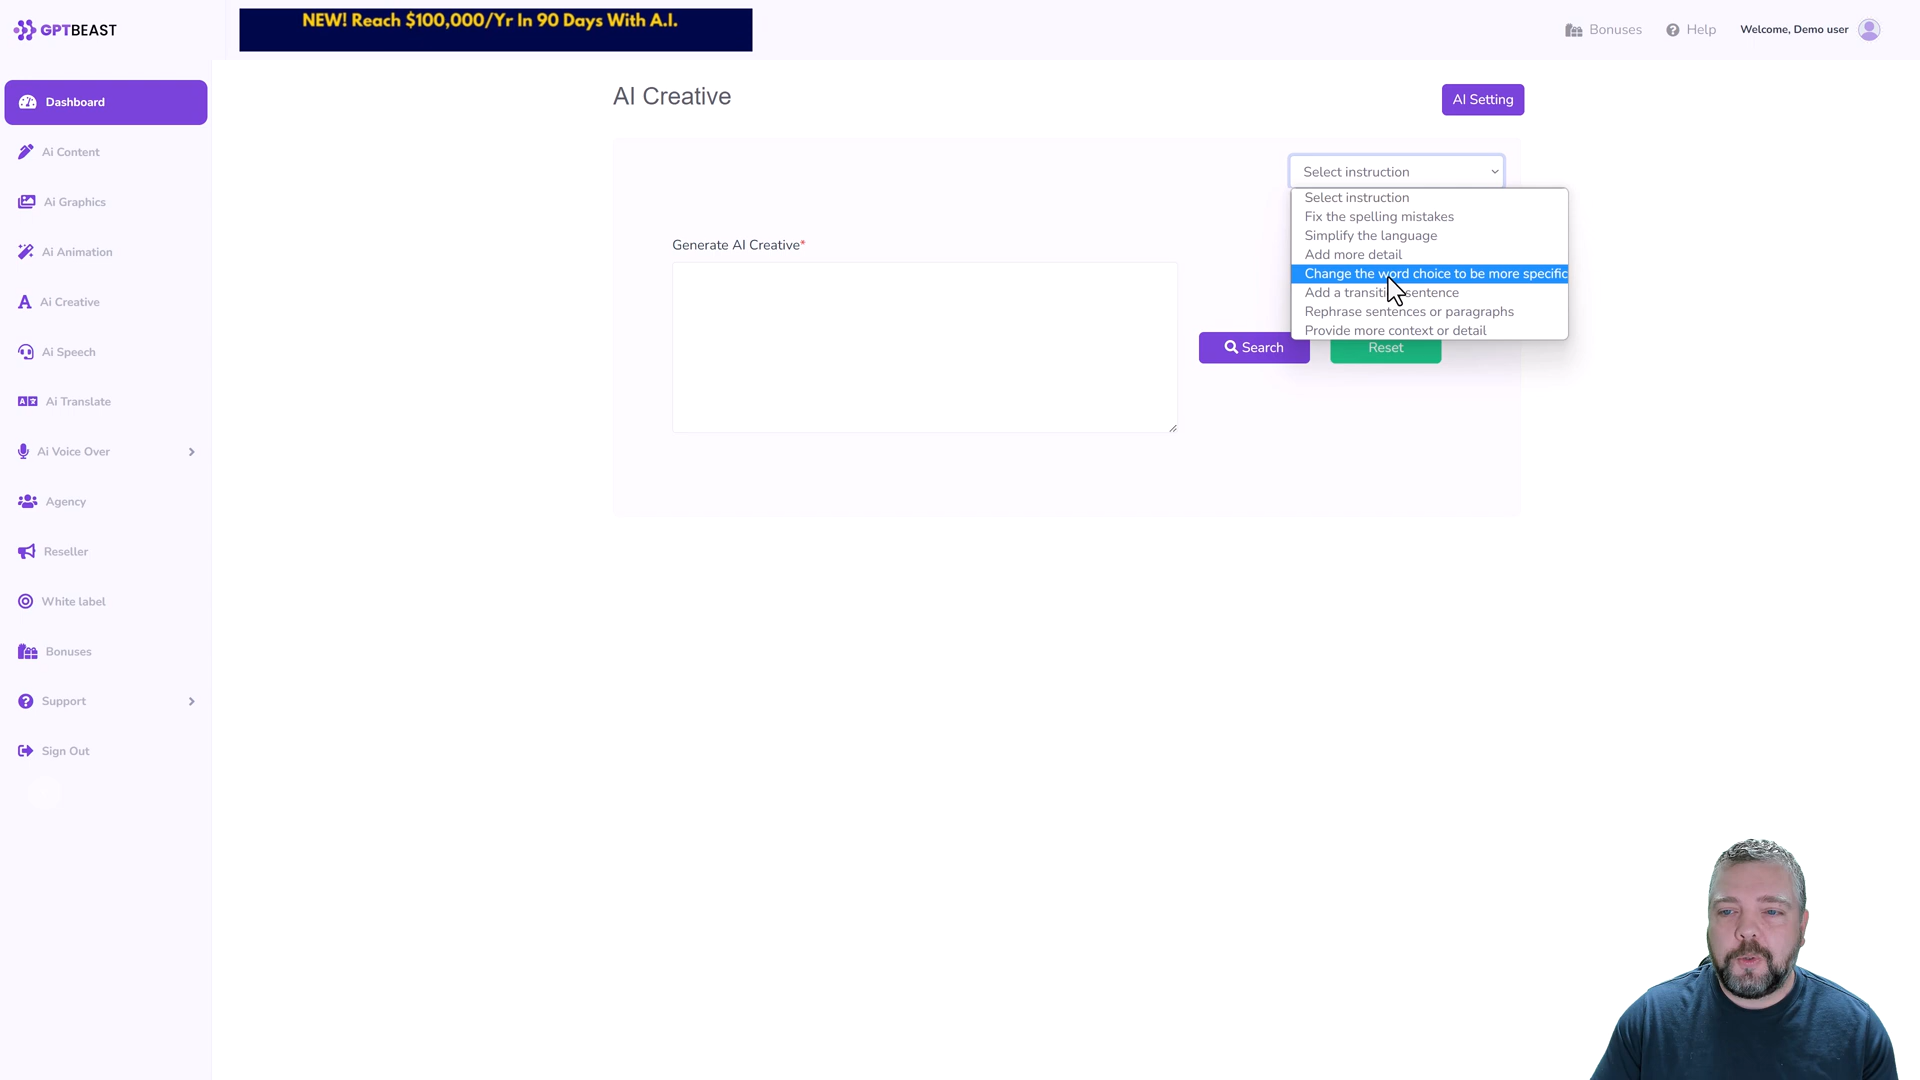 GPTBEAST
NEW! Reach $100,000/Yr In 90 Days With A.I.
Bonuses
Help
Welcome, Demo user
Dashboard
Ai Content
Ai Graphics
Ai Animation
Ai Creative
Ai Speech
Ai Translate
Ai Voice Over
Agency
Reseller
White label
Bonuses
Support
Sign Out
AI Creative
AI Setting
Select instruction
Select instruction
Fix the spelling mistakes
Simplify the language
Add more detail
Change the word choice to be more specific
Add a transiti sentence
Rephrase sentences or paragraphs
Provide more context or detail
Generate AI Creative*
Search
Reset